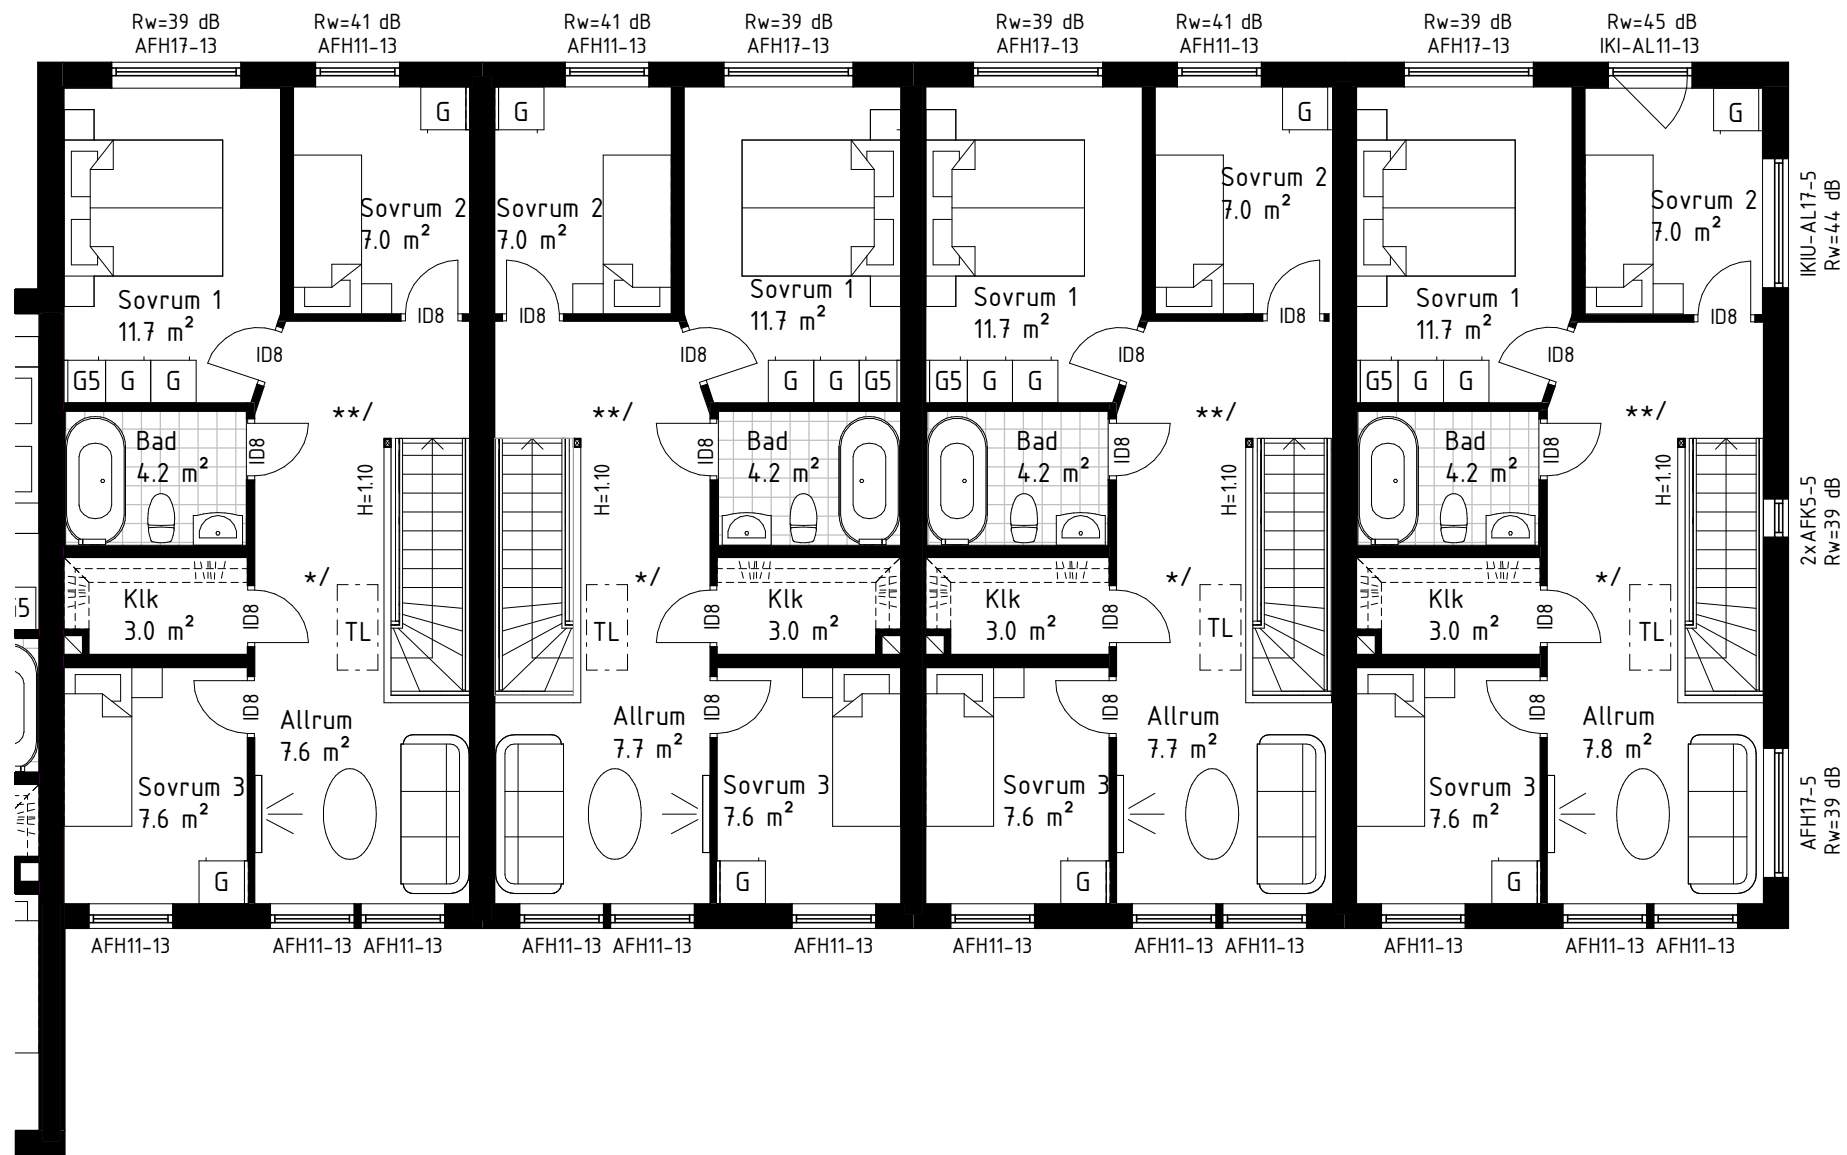 Rw=39 dB
AFH17-13
Rw=41 dB
AFH11-13
Rw=41 dB
AFH11-13
Rw=39 dB
AFH17-13
Rw=39 dB
AFH17-13
Rw=41 dB
AFH11-13
Rw=39 dB
AFH17-13
Rw=45 dB
IKI-AL11-13
G
G
G
G
Sovrum 2
7.0 m²
Sovrum 2
7.0 m²
Sovrum 2
7.0 m²
Sovrum 2
7.0 m²
IKIU-AL17-5
Rw=44 dB
Sovrum 1
11.7 m²
Sovrum 1
11.7 m²
Sovrum 1
11.7 m²
Sovrum 1
11.7 m²
ID8
ID8
ID8
ID8
ID8
ID8
ID8
ID8
G5
G
G
G
G
G5
G5
G
G
G5
G
G
**/
**/
**/
**/
Bad
4.2 m²
ID8
H=1.10
H=1.10
ID8
Bad
4.2 m²
Bad
4.2 m²
ID8
H=1.10
Bad
4.2 m²
ID8
H=1.10
2xAFK5-5
Rw=39 dB
*/
*/
*/
*/
Klk
3.0 m²
ID8
TL
TL
ID8
Klk
3.0 m²
Klk
3.0 m²
ID8
TL
Klk
3.0 m²
ID8
TL
ID8
Allrum
7.6 m²
Allrum
7.7 m²
ID8
ID8
Allrum
7.7 m²
ID8
Allrum
7.8 m²
Sovrum 3
7.6 m²
Sovrum 3
7.6 m²
Sovrum 3
7.6 m²
Sovrum 3
7.6 m²
AFH17-5
Rw=39 dB
G
G
G
G
AFH11-13
AFH11-13
AFH11-13
AFH11-13
AFH11-13
AFH11-13
AFH11-13
AFH11-13
AFH11-13
AFH11-13
AFH11-13
AFH11-13